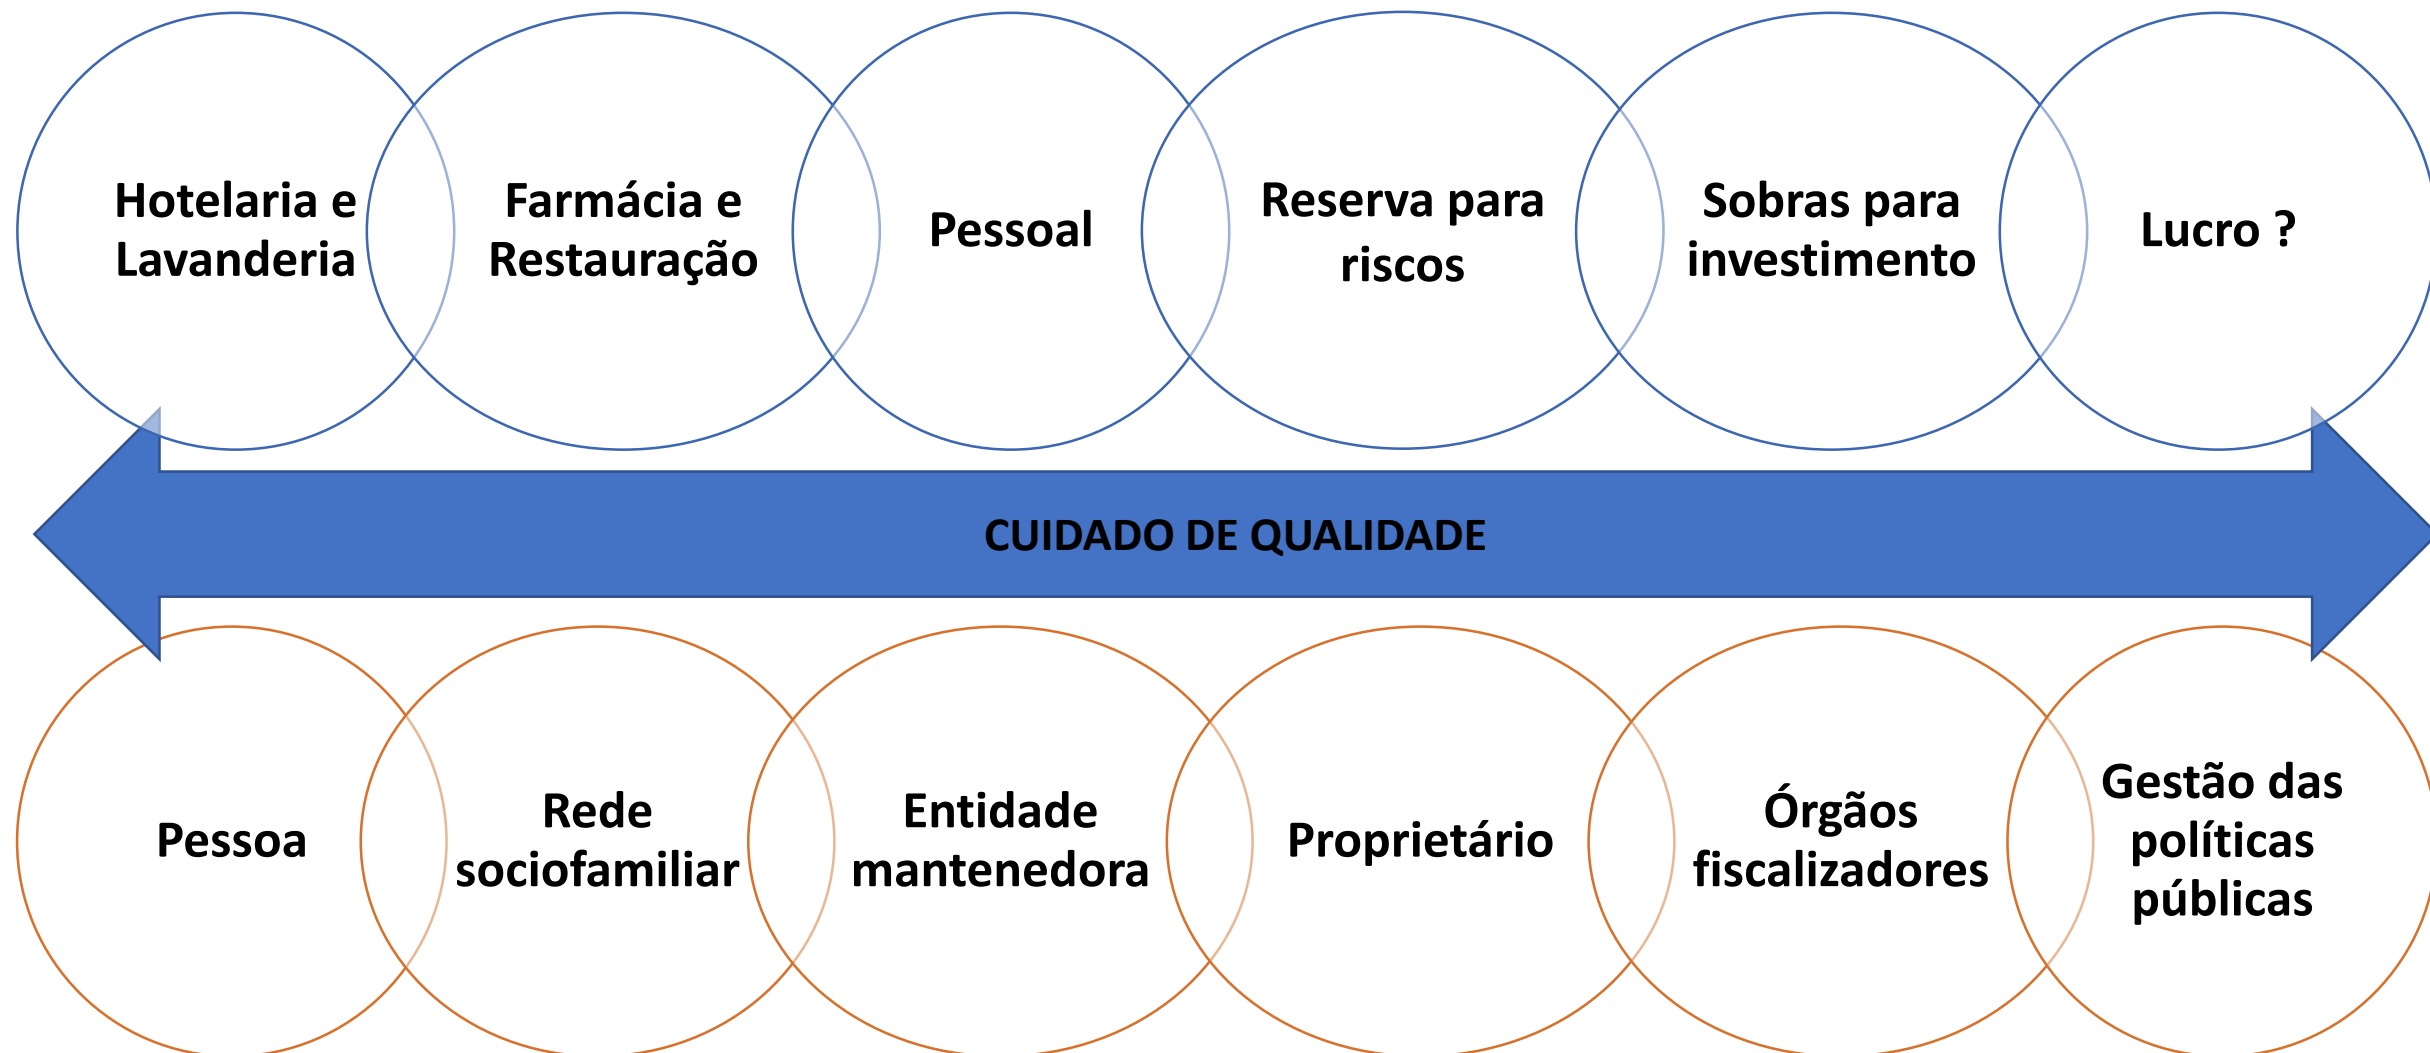 Hotelaria e
Lavanderia
Farmácia e
Restauração
Pessoal
Reserva para
riscos
Sobras para
investimento
Lucro ?
CUIDADO DE QUALIDADE
Pessoa
Rede
sociofamiliar
Entidade
mantenedora
Proprietário
Órgãos
fiscalizadores
Gestão das
políticas
públicas